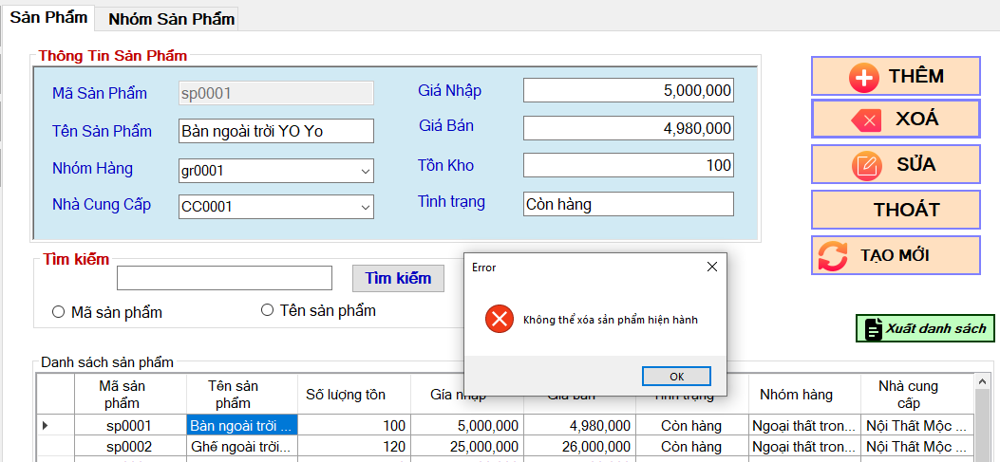 Sản Phẩm Nhóm Sản Phẩm
Thông Tin Sản Phẩm
Mã Sản Phẩm sp0001
Tên Sản Phẩm Bàn ngoài trời YO Yo
Nhóm Hàng gr0001
Nhà Cung Cấp CC0001
Giá Nhập 5,000,000
Giá Bán 4,980,000
Tồn Kho 100
Tình trạng Còn hàng
THÊM
XOÁ
SỬA
THOÁT
TẠO MỚI
Tìm kiếm
Tìm kiếm
Mã sản phẩm Tên sản phẩm
Error
Không thể xóa sản phẩm hiện hành
OK
Xuất danh sách
Danh sách sản phẩm
Mã sản phẩm Tên sản phẩm Số lượng tồn Gía nhập Giá bán Tình trạng Nhóm hàng Nhà cung cấp
sp0001 Bàn ngoài trời ... 100 5,000,000 4,980,000 Còn hàng Ngoại thất tron... Nội Thất Mộc ...
sp0002 Ghế ngoài trời... 120 25,000,000 26,000,000 Còn hàng Ngoại thất tron... Nội Thất Mộc ...